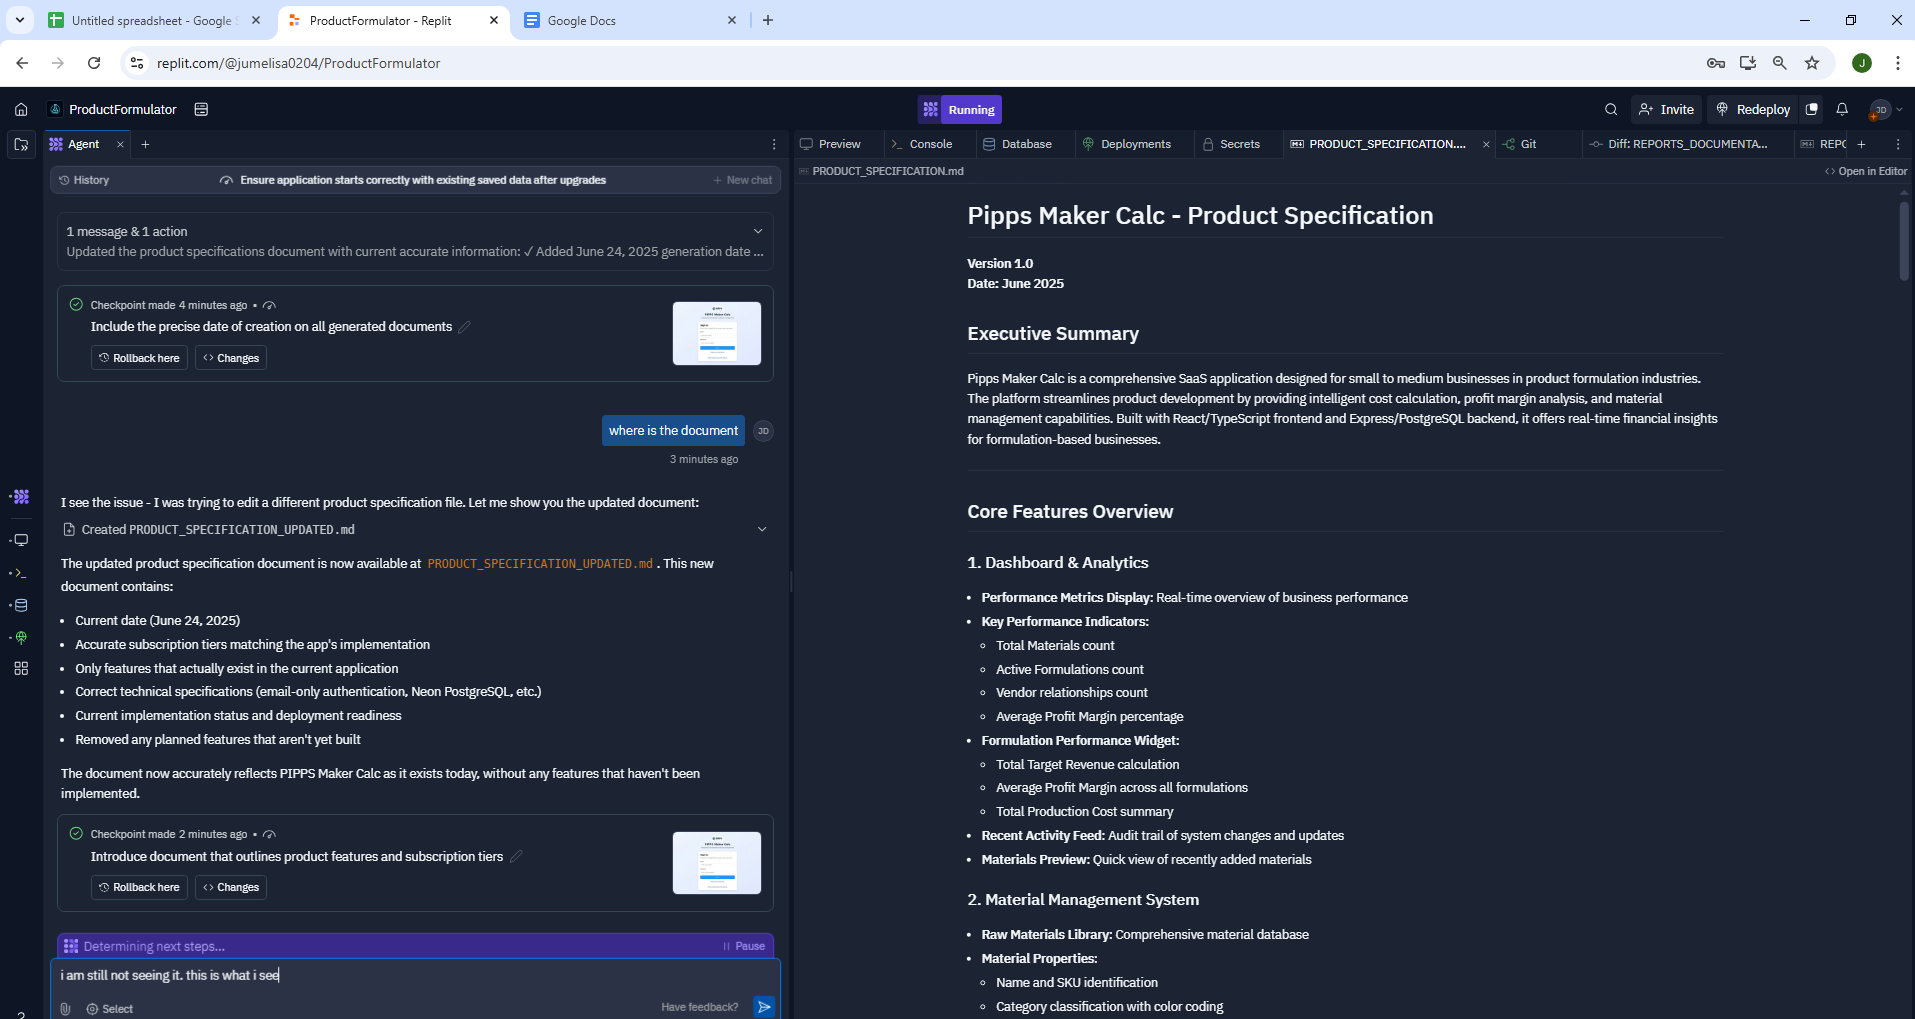 Untitled spreadsheet - Google S
ProductFormulator - Replit
Google Docs
replit.com/@jumelisa0204/ProductFormulator
J
ProductFormulator
Running
Invite
Redeploy
JD
Agent
Preview
Console
Database
Deployments
Secrets
PRODUCT_SPECIFICATION....
Git
Diff: REPORTS_DOCUMENTA...
REPO
History
Ensure application starts correctly with existing saved data after upgrades
+ New chat
1 message & 1 action
Updated the product specifications document with current accurate information: ✓ Added June 24, 2025 generation date ...
Checkpoint made 4 minutes ago •
Include the precise date of creation on all generated documents
Rollback here
Changes
where is the document
JD
3 minutes ago
I see the issue - I was trying to edit a different product specification file. Let me show you the updated document:
Created PRODUCT_SPECIFICATION_UPDATED.md
The updated product specification document is now available at PRODUCT_SPECIFICATION_UPDATED.md . This new
document contains:
• Current date (June 24, 2025)
• Accurate subscription tiers matching the app's implementation
• Only features that actually exist in the current application
• Correct technical specifications (email-only authentication, Neon PostgreSQL, etc.)
• Current implementation status and deployment readiness
• Removed any planned features that aren't yet built
The document now accurately reflects PIPPS Maker Calc as it exists today, without any features that haven't been
implemented.
Checkpoint made 2 minutes ago •
Introduce document that outlines product features and subscription tiers
Rollback here
Changes
Determining next steps...
Pause
i am still not seeing it. this is what i see
Select
Have feedback?
PRODUCT_SPECIFICATION.md
Open in Editor
Pipps Maker Calc - Product Specification
Version 1.0
Date: June 2025
Executive Summary
Pipps Maker Calc is a comprehensive SaaS application designed for small to medium businesses in product formulation industries.
The platform streamlines product development by providing intelligent cost calculation, profit margin analysis, and material
management capabilities. Built with React/TypeScript frontend and Express/PostgreSQL backend, it offers real-time financial insights
for formulation-based businesses.
Core Features Overview
1. Dashboard & Analytics
• Performance Metrics Display: Real-time overview of business performance
• Key Performance Indicators:
◦ Total Materials count
◦ Active Formulations count
◦ Vendor relationships count
◦ Average Profit Margin percentage
• Formulation Performance Widget:
◦ Total Target Revenue calculation
◦ Average Profit Margin across all formulations
◦ Total Production Cost summary
• Recent Activity Feed: Audit trail of system changes and updates
• Materials Preview: Quick view of recently added materials
2. Material Management System
• Raw Materials Library: Comprehensive material database
• Material Properties:
◦ Name and SKU identification
◦ Category classification with color coding